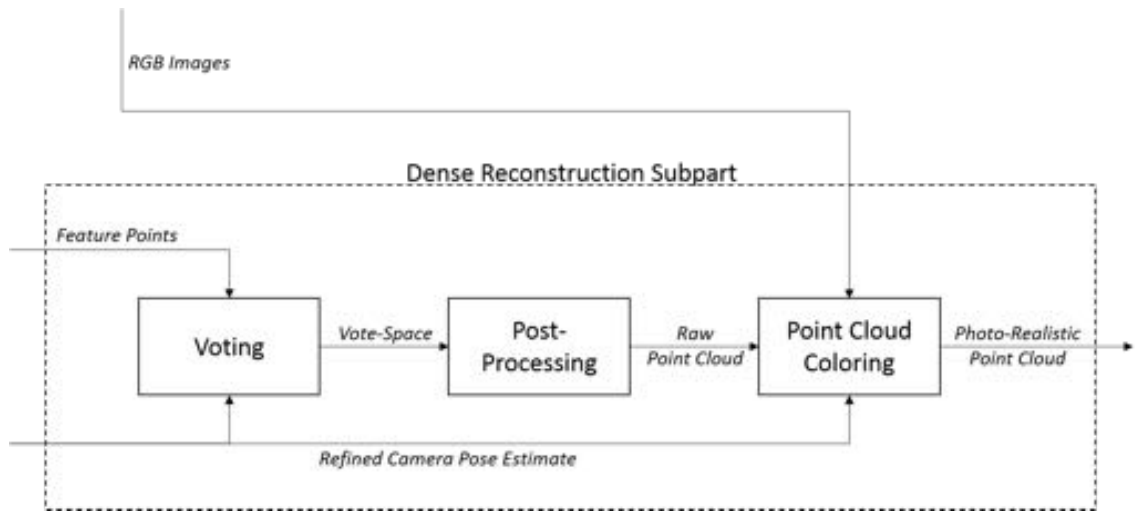 RGB Images
Dense Reconstruction Subpart
Feature Points
Voting
Vote-Space
Post-
Processing
Raw
Point Cloud
Point Cloud
Coloring
Photo-Realistic
Point Cloud
Refined Camera Pose Estimate